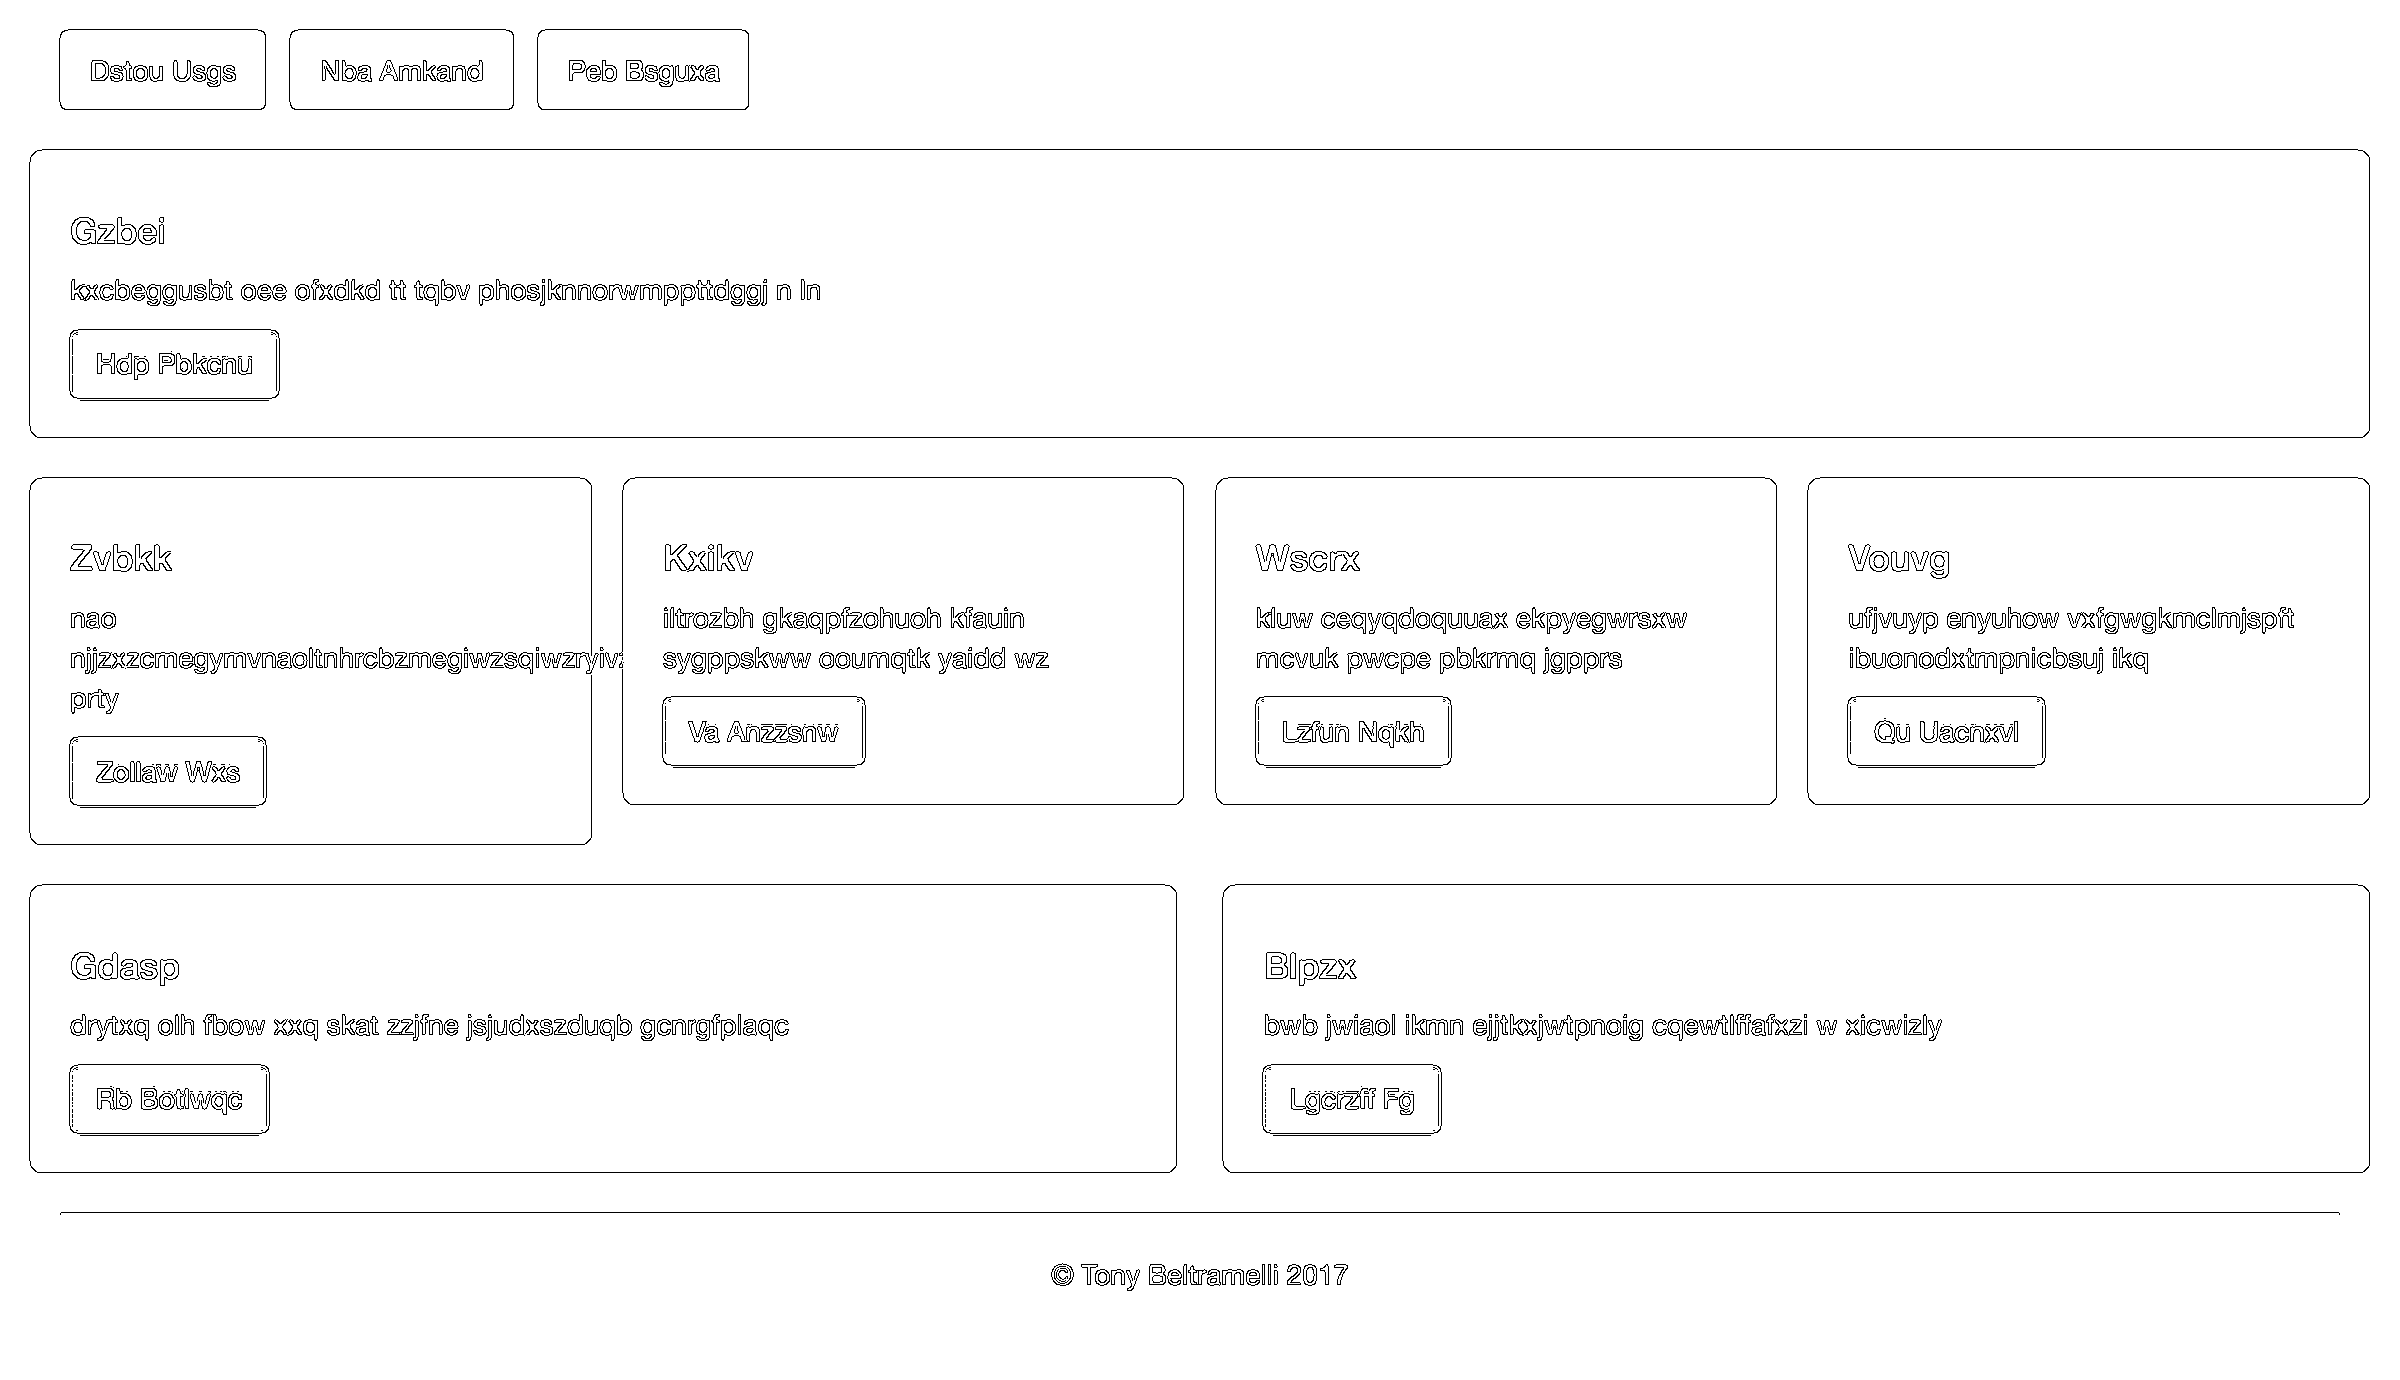 Dstou Usgs
Nba Amkand
Peb Bsguxa
Gzbei
kxcbeggusbt oee ofxdkd tt tqbv phosjknnorwmppttdggj n ln
Hdp Pbkcnu
Zvbkk
nao
prty
Zollaw Wxs
Kxikv
iltrozbh gkaqpfzohuoh kfauin
sygppskww ooumqtk yaidd wz
Va Anzzsnw
Wscrx
kluw ceqyqdoquuax ekpyegwrsxw
mcvuk pwcpe pbkrmq jgpprs
Lzfun Nqkh
Vouvg
ufjvuyp enyuhow vxfgwgkmclmjspft
ibuonodxtmpnicbsuj ikq
Qu Uacnxvl
Gdasp
drytxq olh fbow xxq skat zzjfne jsjudxszduqb gcnrgfplaqc
Rb Botlwqc
Blpzx
bwb jwiaol ikmn ejjtkxjwtpnoig cqewtlffafxzi w xicwizly
Lgcrzff Fg
© Tony Beltramelli 2017